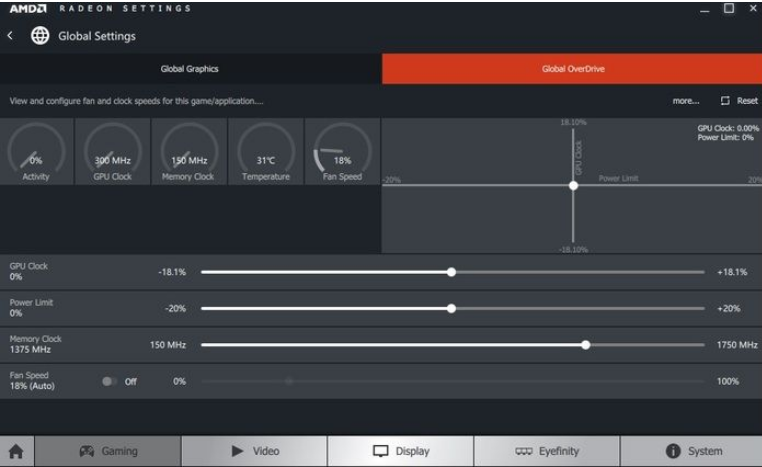 AMD RADEON SETTINGS
Global Settings
Global Graphics Global OverDrive
View and configure fan and clock speeds for this game/application.... more... Reset
0% 300 MHz 150 MHz 31°C 18%
Activity GPU Clock Memory Clock Temperature Fan Speed
18.10%
GPU Clock: 0.00%
Power Limit: 0%
GPU Clock
-20% Power Limit 20%
-18.10%
GPU Clock
0% -18.1% +18.1%
Power Limit
0% -20% +20%
Memory Clock
1375 MHz 150 MHz 1750 MHz
Fan Speed
18% (Auto) Off 0% 100%
Gaming Video Display Eyefinity System